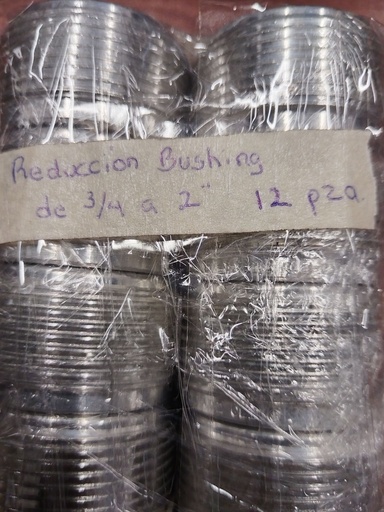 Reduccion Bushing
de 3/4 a 2" 12 pza